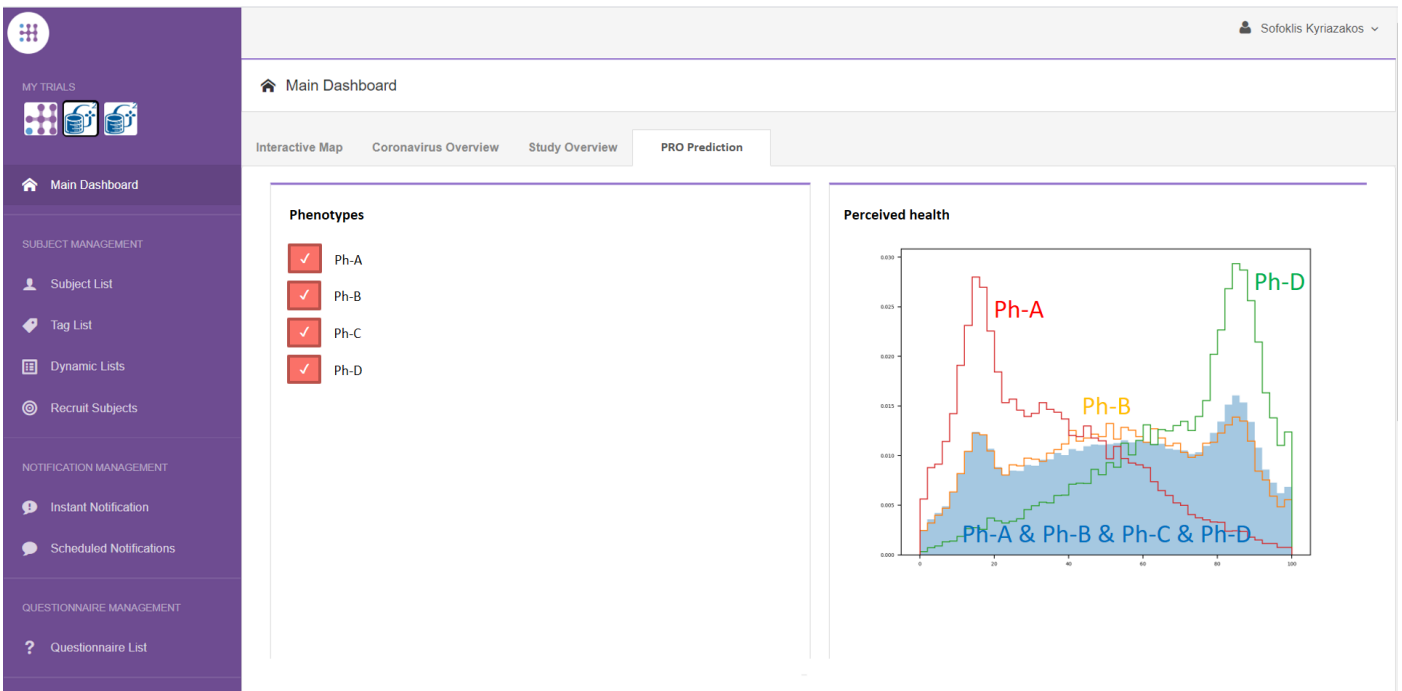 Sofoklis Kyriazakos
MY TRIALS
Main Dashboard
Interactive Map
Coronavirus Overview
Study Overview
PRO Prediction
Main Dashboard
SUBJECT MANAGEMENT
Subject List
Tag List
Dynamic Lists
Recruit Subjects
NOTIFICATION MANAGEMENT
Instant Notification
Scheduled Notifications
QUESTIONNAIRE MANAGEMENT
Questionnaire List
Phenotypes
Ph-A
Ph-B
Ph-C
Ph-D
Perceived health
0.030
0.025
0.020
0.015
0.010
0.005
0.000
Ph-A
Ph-B
Ph-D
Ph-A & Ph-B & Ph-C & Ph-D
0
20
40
60
80
100